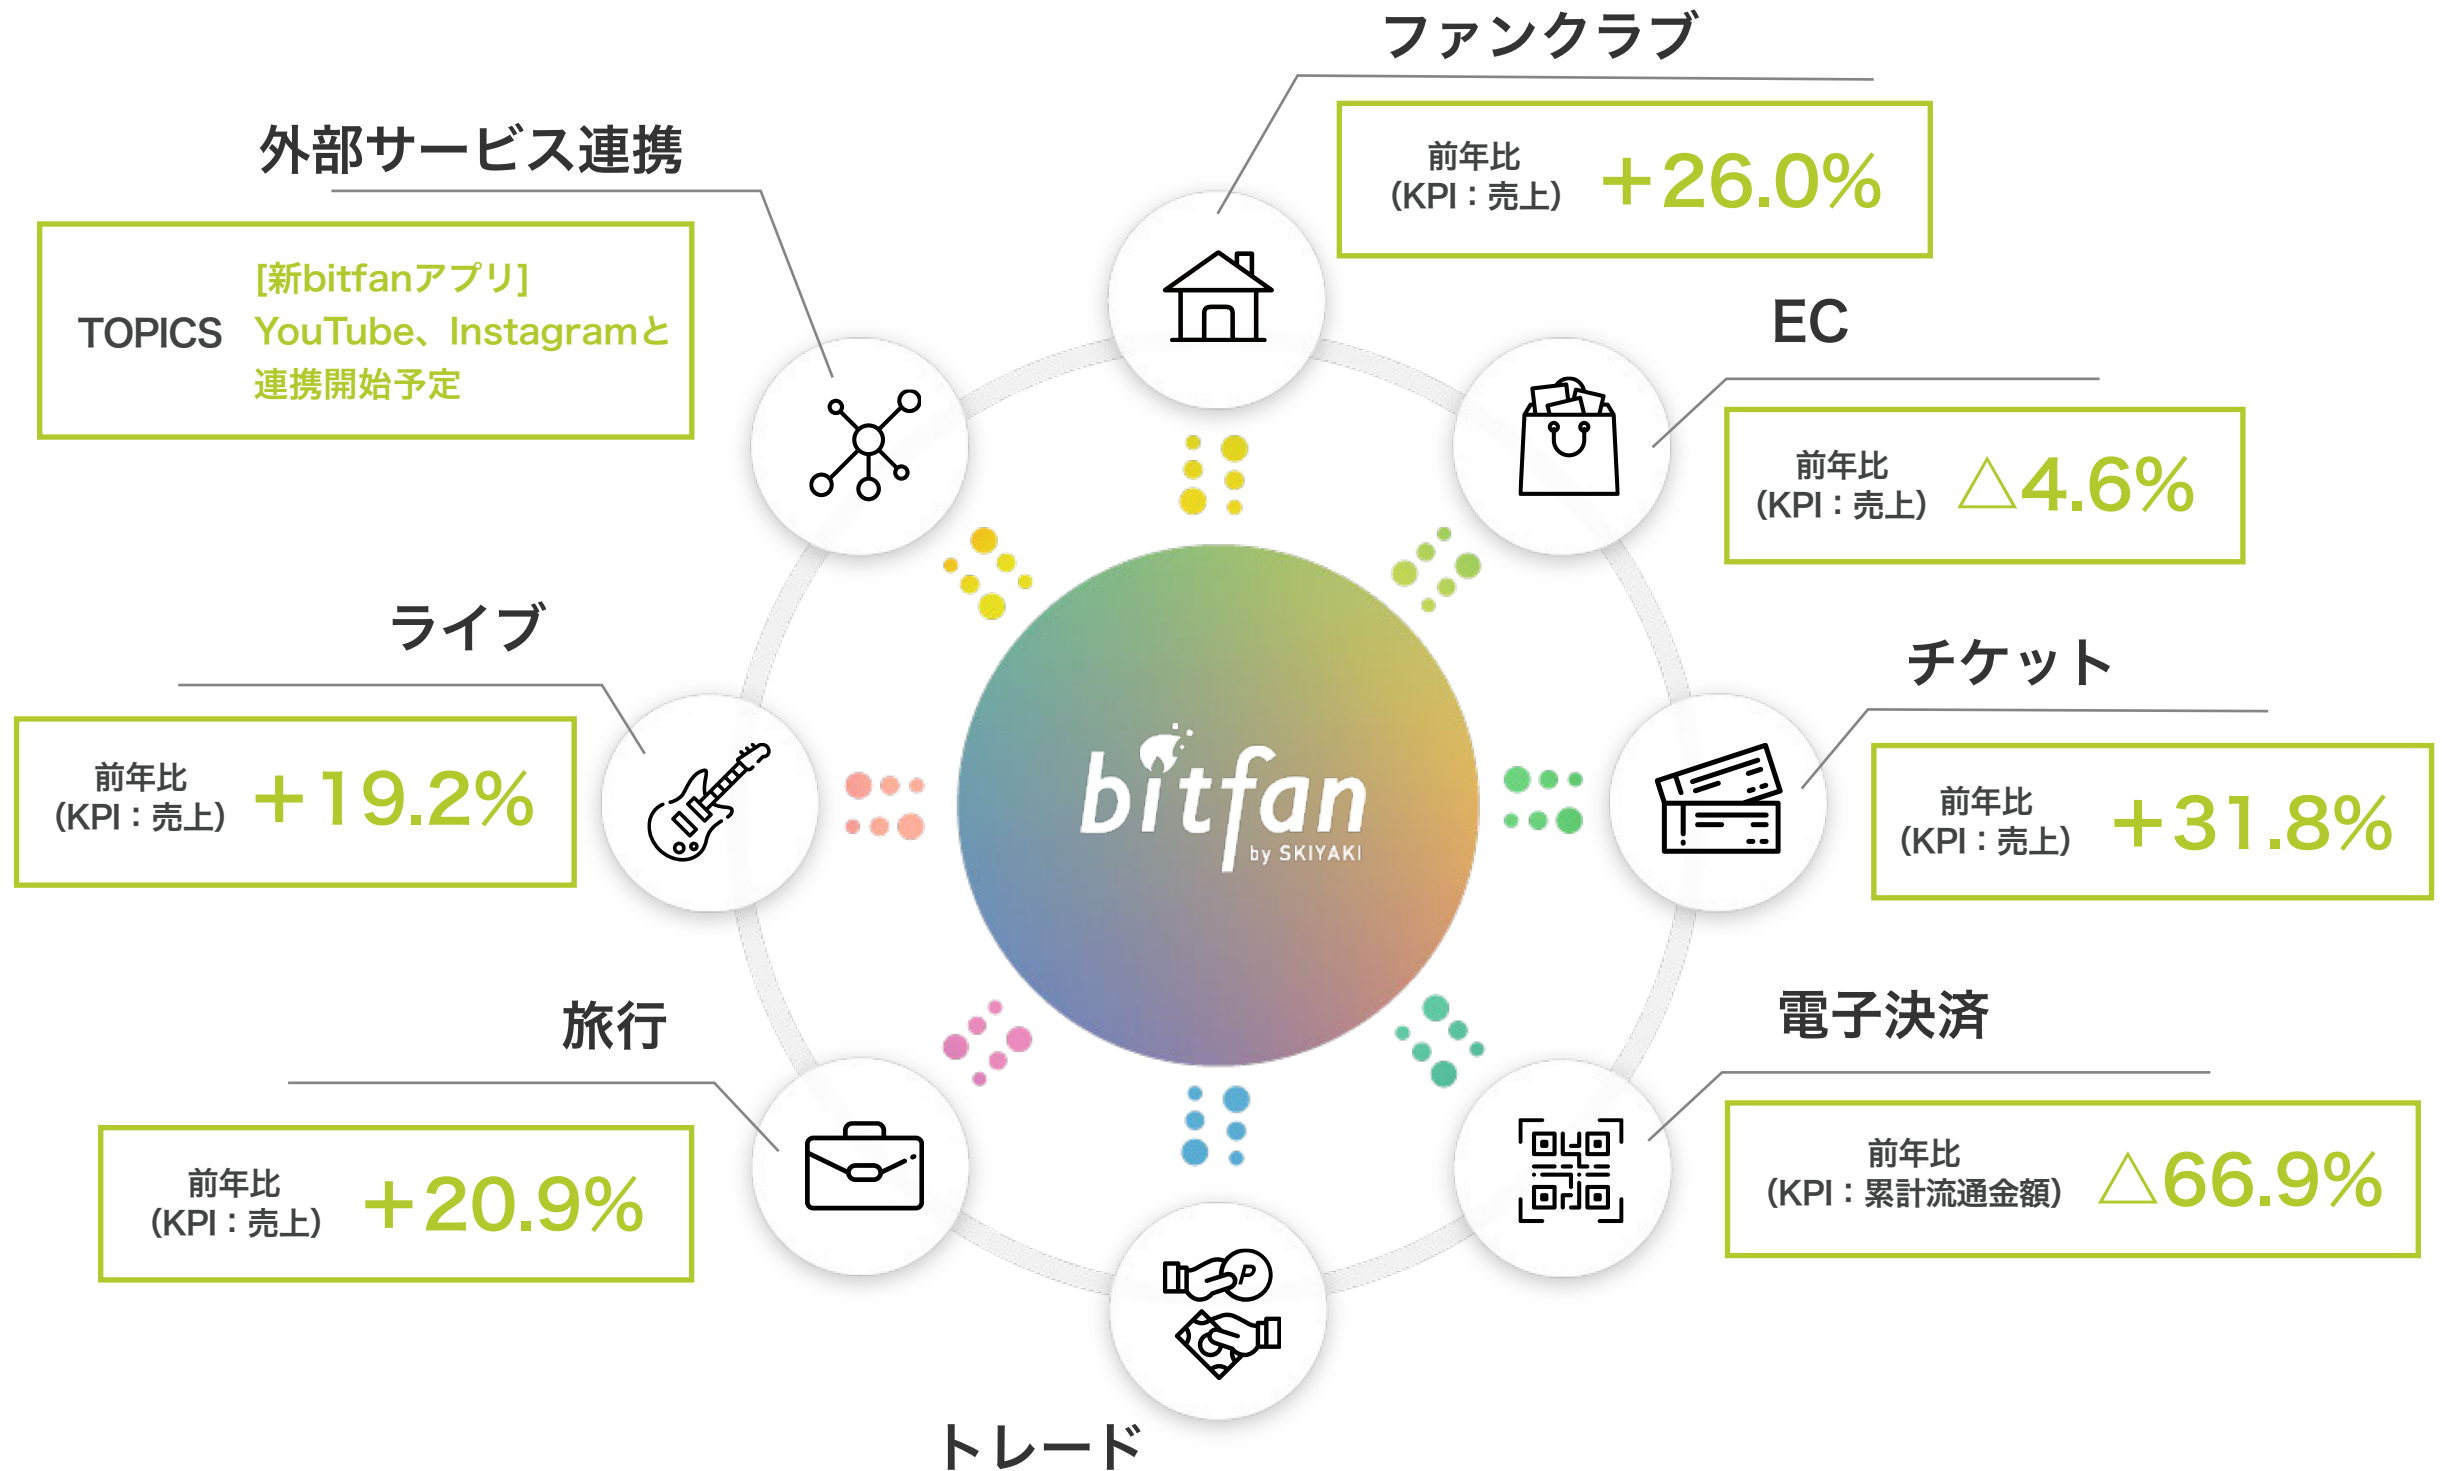 ファンクラブ
前年比
（KPI：売上）
+26.0%
外部サービス連携
TOPICS
[新bitfanアプリ]
YouTube、Instagramと
連携開始予定
EC
前年比
（KPI：売上）
△4.6%
ライブ
前年比
（KPI：売上）
+19.2%
チケット
前年比
（KPI：売上）
+31.8%
bitfan
by SKIYAKI
旅行
前年比
（KPI：売上）
+20.9%
電子決済
前年比
（KPI：累計流通金額）
△66.9%
P
トレード